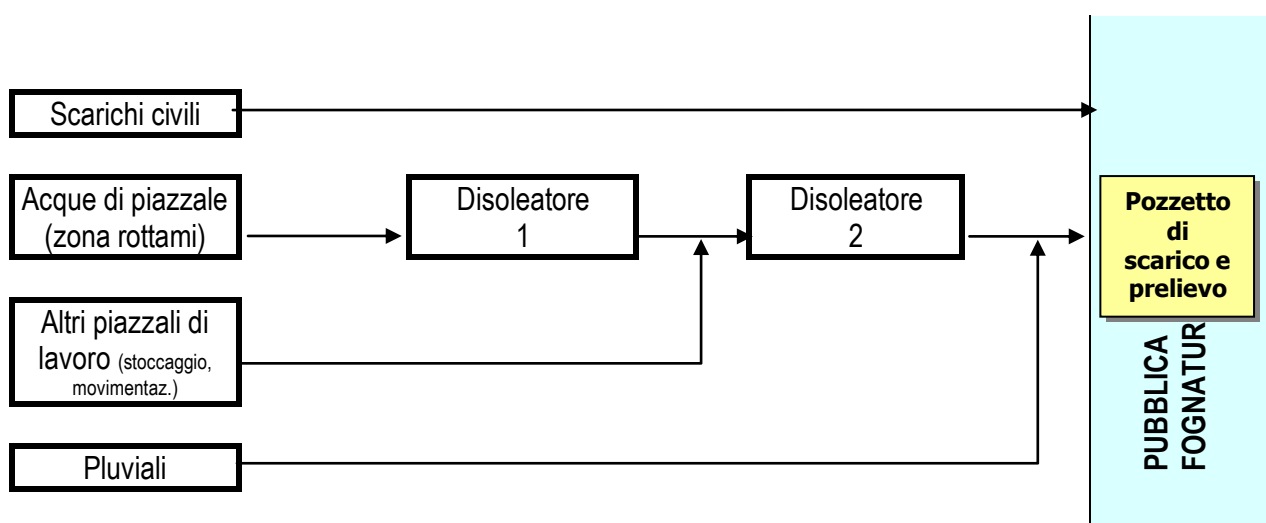 Scarichi civili
Acque di piazzale
(zona rottami)
Disoleatore
1
Disoleatore
2
Pozzetto
di
scarico e
prelievo
Altri piazzali di
lavoro (stoccaggio,
movimentaz.)
Pluviali
PUBBLICA
FOGNATUR